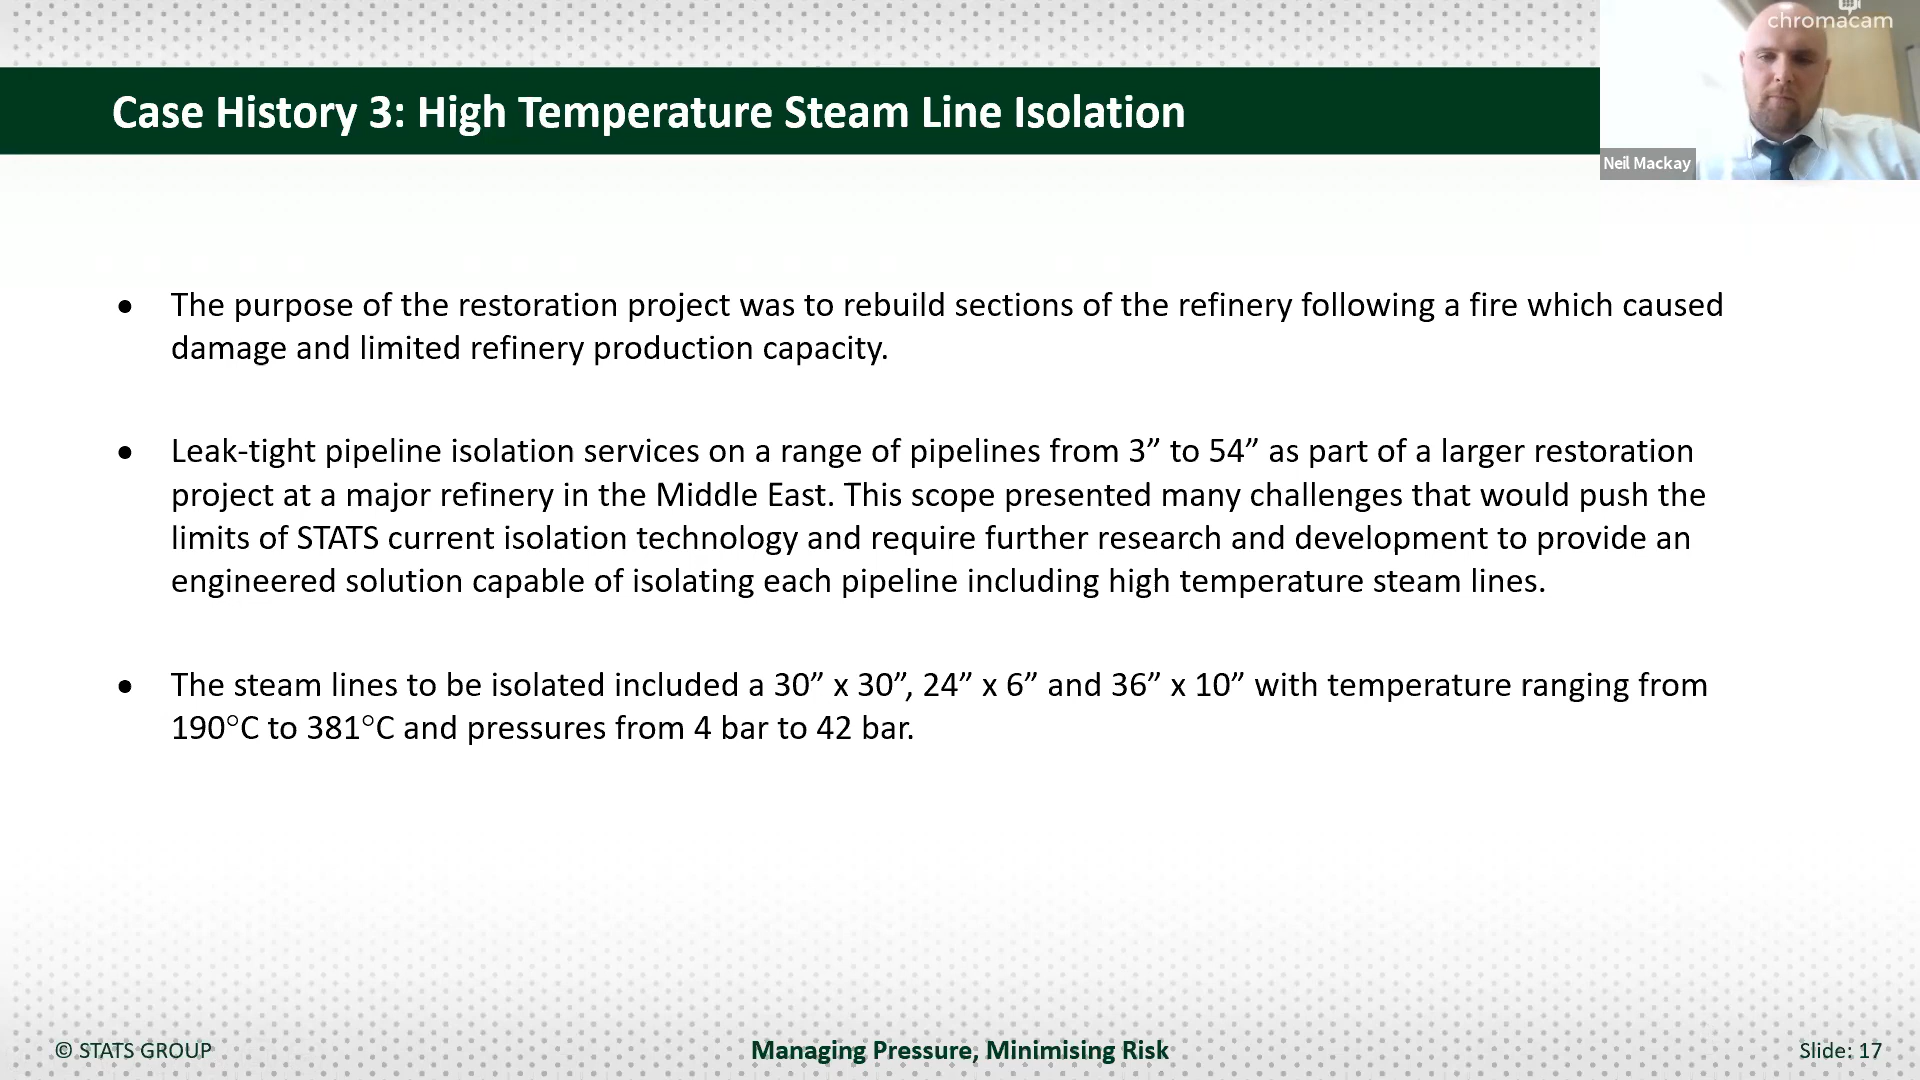 chromacam
Case History 3: High Temperature Steam Line Isolation
Neil Mackay
• The purpose of the restoration project was to rebuild sections of the refinery following a fire which caused
damage and limited refinery production capacity.
• Leak-tight pipeline isolation services on a range of pipelines from 3” to 54” as part of a larger restoration
project at a major refinery in the Middle East. This scope presented many challenges that would push the
limits of STATS current isolation technology and require further research and development to provide an
engineered solution capable of isolating each pipeline including high temperature steam lines.
• The steam lines to be isolated included a 30” x 30”, 24” x 6” and 36” x 10” with temperature ranging from
190°C to 381°C and pressures from 4 bar to 42 bar.
© STATS GROUP
Managing Pressure, Minimising Risk
Slide: 17